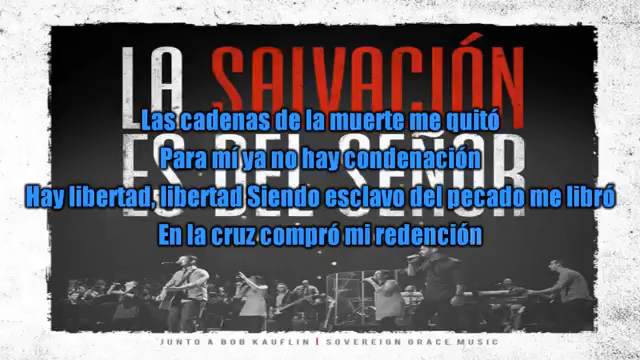 LA SALVACIÓN
ES DEL SEÑOR
Las cadenas de la muerte me quitó
Para mí ya no hay condenación
Hay libertad, libertad Siendo esclavo del pecado me libró
En la cruz compró mi redención
JUNTO A BOB KAUFLIN | SOVEREIGN GRACE MUSIC